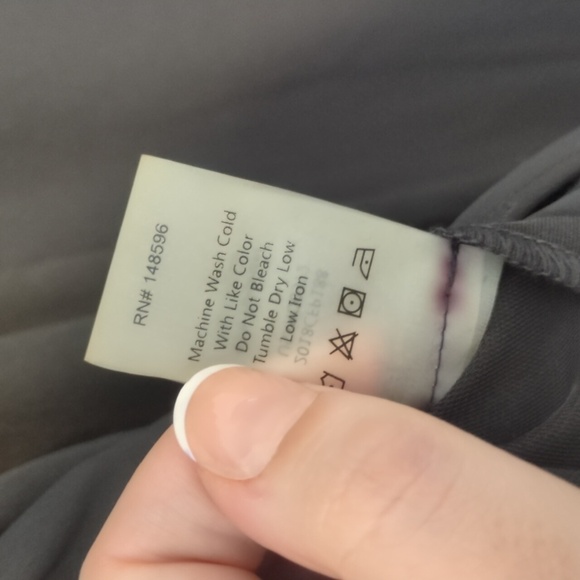 RN# 148596
Machine Wash Cold
With Like Color
Do Not Bleach
Tumble Dry Low
Low Iron